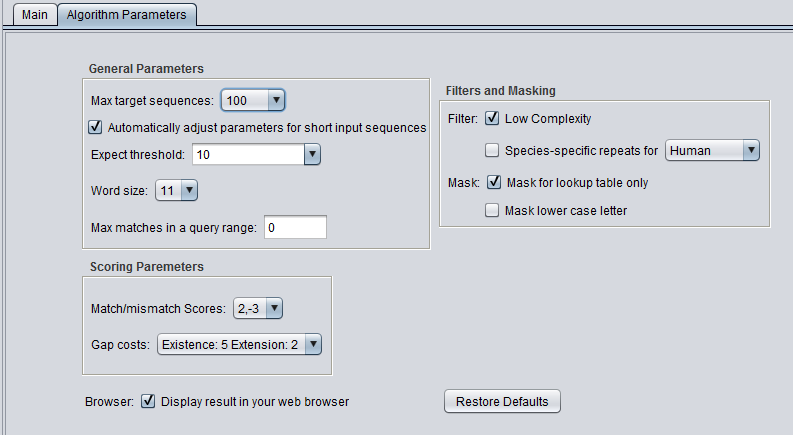 Main Algorithm Parameters
General Parameters
Max target sequences: 100
Automatically adjust parameters for short input sequences
Expect threshold: 10
Word size: 11
Max matches in a query range: 0
Filters and Masking
Filter: Low Complexity
Species-specific repeats for Human
Mask: Mask for lookup table only
Mask lower case letter
Scoring Paremeters
Match/mismatch Scores: 2,-3
Gap costs: Existence: 5 Extension: 2
Browser: Display result in your web browser
Restore Defaults